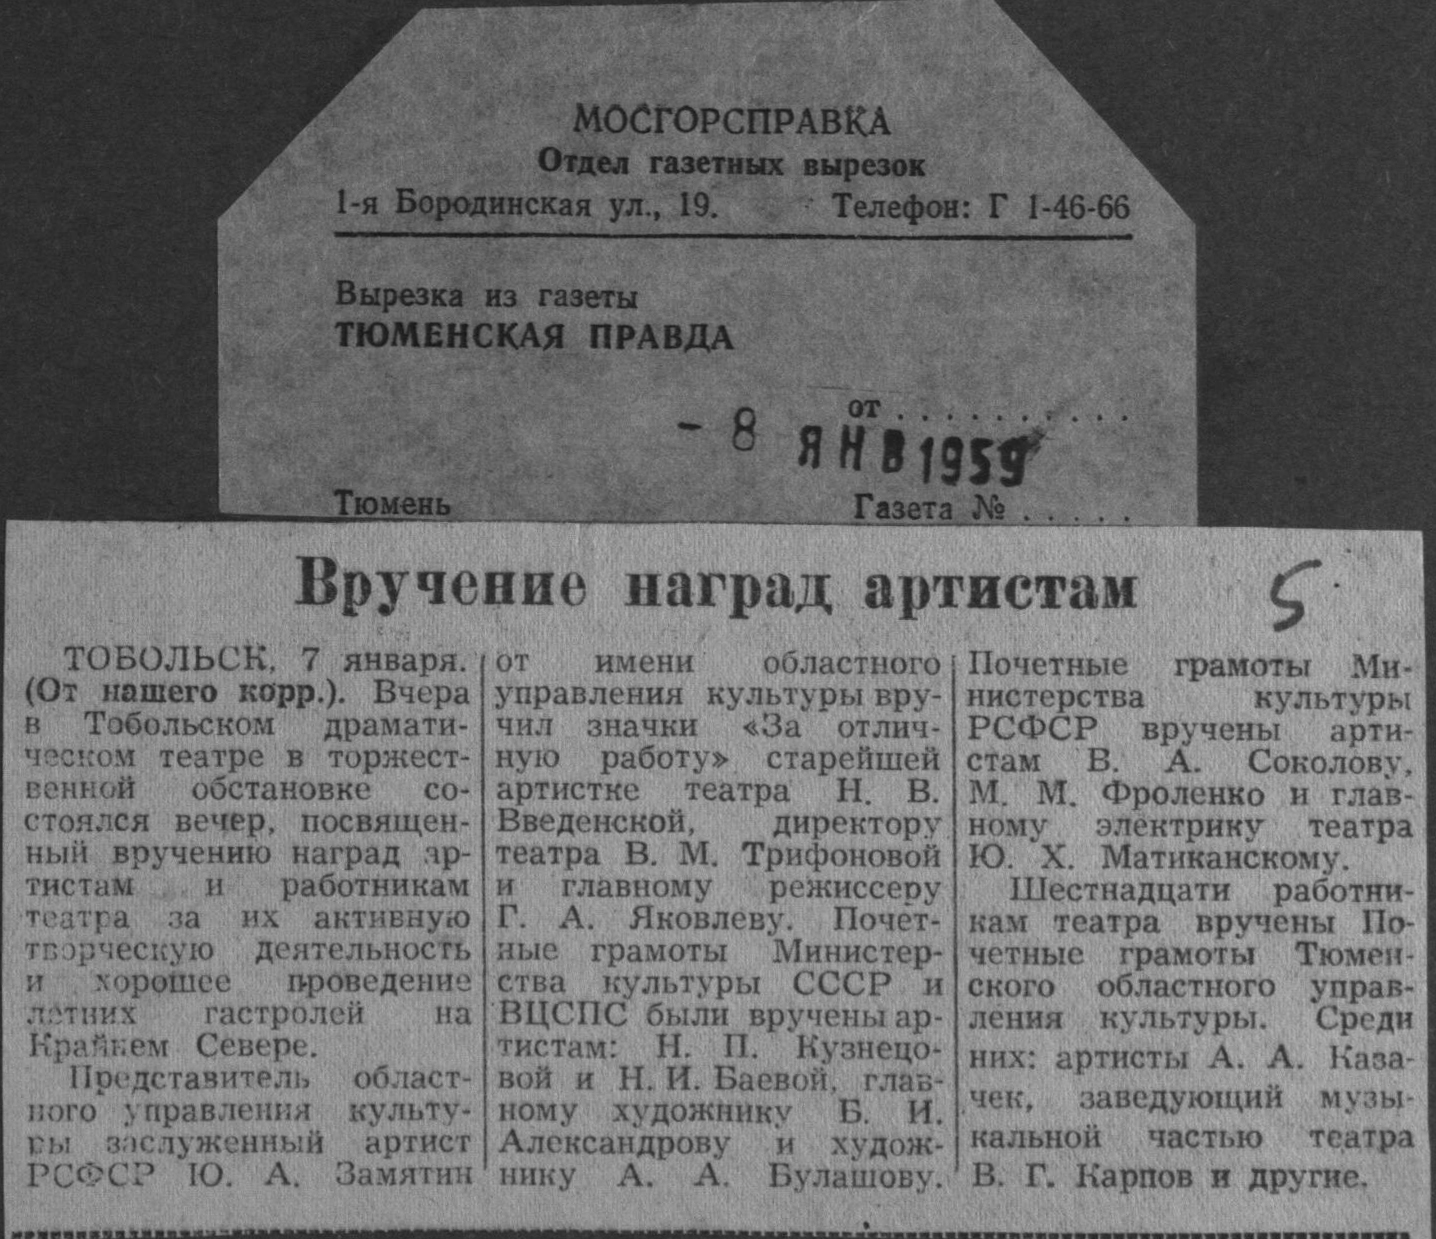 МОСГОРСПРАВКА
Отдел газетных вырезок
1-я Бородинская ул., 19. Телефон: Г 1-46-66
Вырезка из газеты
ТЮМЕНСКАЯ ПРАВДА
от . . . . . . . . . .
- 8 ЯНВ 1959
Тюмень Газета № . . . . .
Вручение наград артистам
5
ТОБОЛЬСК, 7 января.
(От нашего корр.). Вчера
в Тобольском драмати-
ческом театре в торжест-
венной обстановке со-
стоялся вечер, посвящен-
ный вручению наград ар-
тистам и работникам
театра за их активную
творческую деятельность
и хорошее проведение
летних гастролей на
Крайнем Севере.
Представитель област-
ного управления культу-
ры заслуженный артист
РСФСР Ю. А. Замятин
от имени областного
управления культуры вру-
чил значки «За отлич-
ную работу» старейшей
артистке театра Н. В.
Введенской, директору
театра В. М. Трифоновой
и главному режиссеру
Г. А. Яковлеву. Почет-
ные грамоты Министер-
ства культуры СССР и
ВЦСПС были вручены ар-
тистам: Н. П. Кузнецо-
вой и Н. И. Баевой, глав-
ному художнику Б. И.
Александрову и худож-
нику А. А. Булашову.
Почетные грамоты Ми-
нистерства культуры
РСФСР вручены арти-
стам В. А. Соколову,
М. М. Фроленко и глав-
ному электрику театра
Ю. Х. Матиканскому.
Шестнадцати работни-
кам театра вручены По-
четные грамоты Тюмен-
ского областного управ-
ления культуры. Среди
них: артисты А. А. Каза-
чек, заведующий музы-
кальной частью театра
В. Г. Карпов и другие.